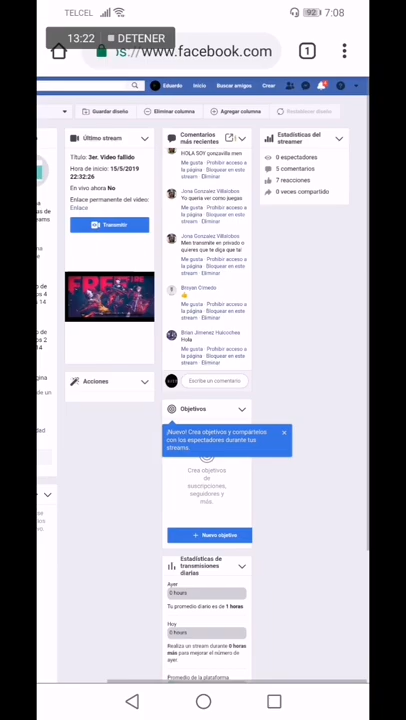 TELCEL
92 7:08
13:22 DETENER
s://www.facebook.com
1
Eduardo Inicio Buscar amigos Crear
Guardar diseño
Eliminar columna
Agregar columna
Restablecer diseño
Último stream
Título: 3er. Video fallido
Hora de inicio: 15/5/2019
22:32:26
En vivo ahora No
Enlace permanente del video:
Enlace
Transmitir
FREE
Acciones
Comentarios
más recientes
HOLA SOY gonzavilla men
Me gusta · Prohibir acceso a
la página · Bloquear en este
stream · Eliminar
Jona Gonzalez Villalobos
Yo quería ver como juegas
Me gusta · Prohibir acceso a
la página · Bloquear en este
stream · Eliminar
Jona Gonzalez Villalobos
Men transmite en privado o
quieres que te diga que tal
Me gusta · Prohibir acceso a
la página · Bloquear en este
stream · Eliminar
Me gusta · Prohibir acceso a
la página · Bloquear en este
stream · Eliminar
Brian Jimenez Huicochea
Hola
Me gusta · Prohibir acceso a
la página · Bloquear en este
stream · Eliminar
Escribe un comentario
Objetivos
¡Nuevo! Crea objetivos y compártelos
con los espectadores durante tus
streams.
Crea objetivos
de
suscripciones,
seguidores y
más.
+ Nuevo objetivo
Estadísticas de
transmisiones
diarias
Ayer
0 hours
Tu promedio diario es de 1 horas
Hoy
0 hours
Realiza un stream durante 0 horas
más para mejorar el número de
ayer.
Promedio de la plataforma
Estadísticas del
streamer
0 espectadores
5 comentarios
7 reacciones
0 veces compartido